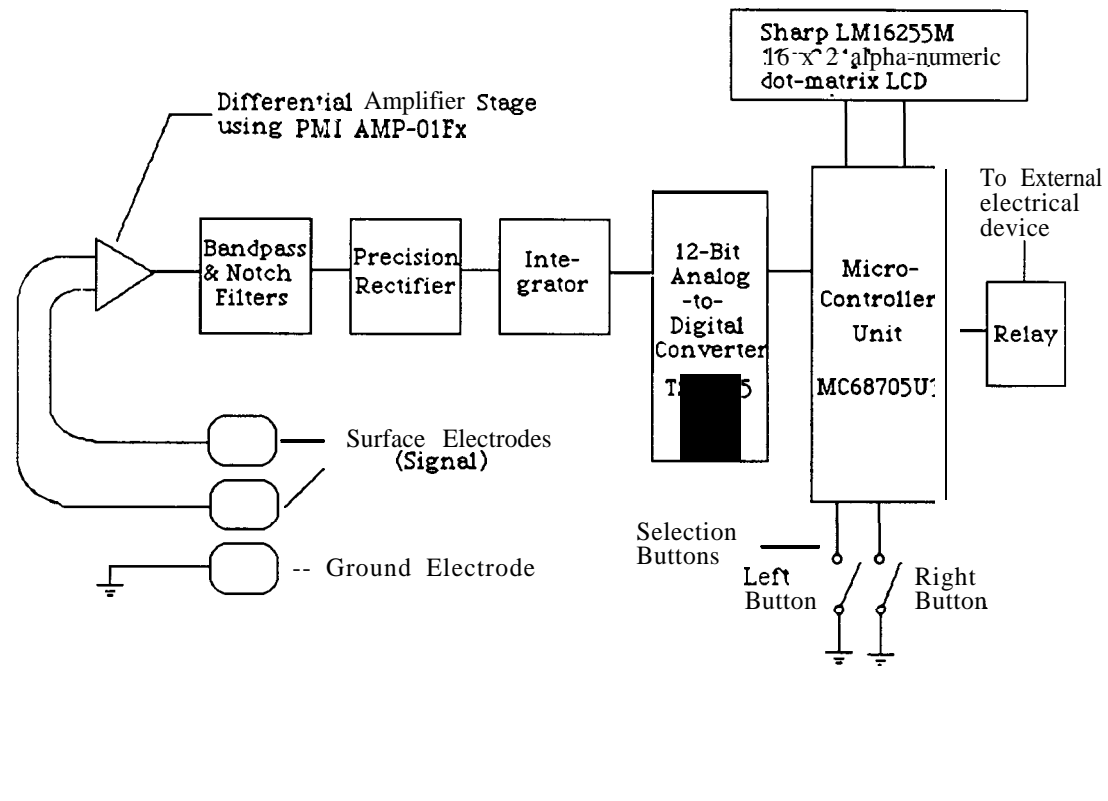 Sharp LM16255M
16 x 2 alpha-numeric
dot-matrix LCD
Differential Amplifier Stage
using PMI AMP-01Fx
To External
electrical
device
Bandpass
& Notch
Filters
Precision
Rectifier
Inte-
grator
12-Bit
Analog
-to-
Digital
Converter
Micro-
Controller
Unit
Relay
Surface Electrodes
(Signal)
-- Ground Electrode
Selection
Buttons
Left
Button
Right
Button